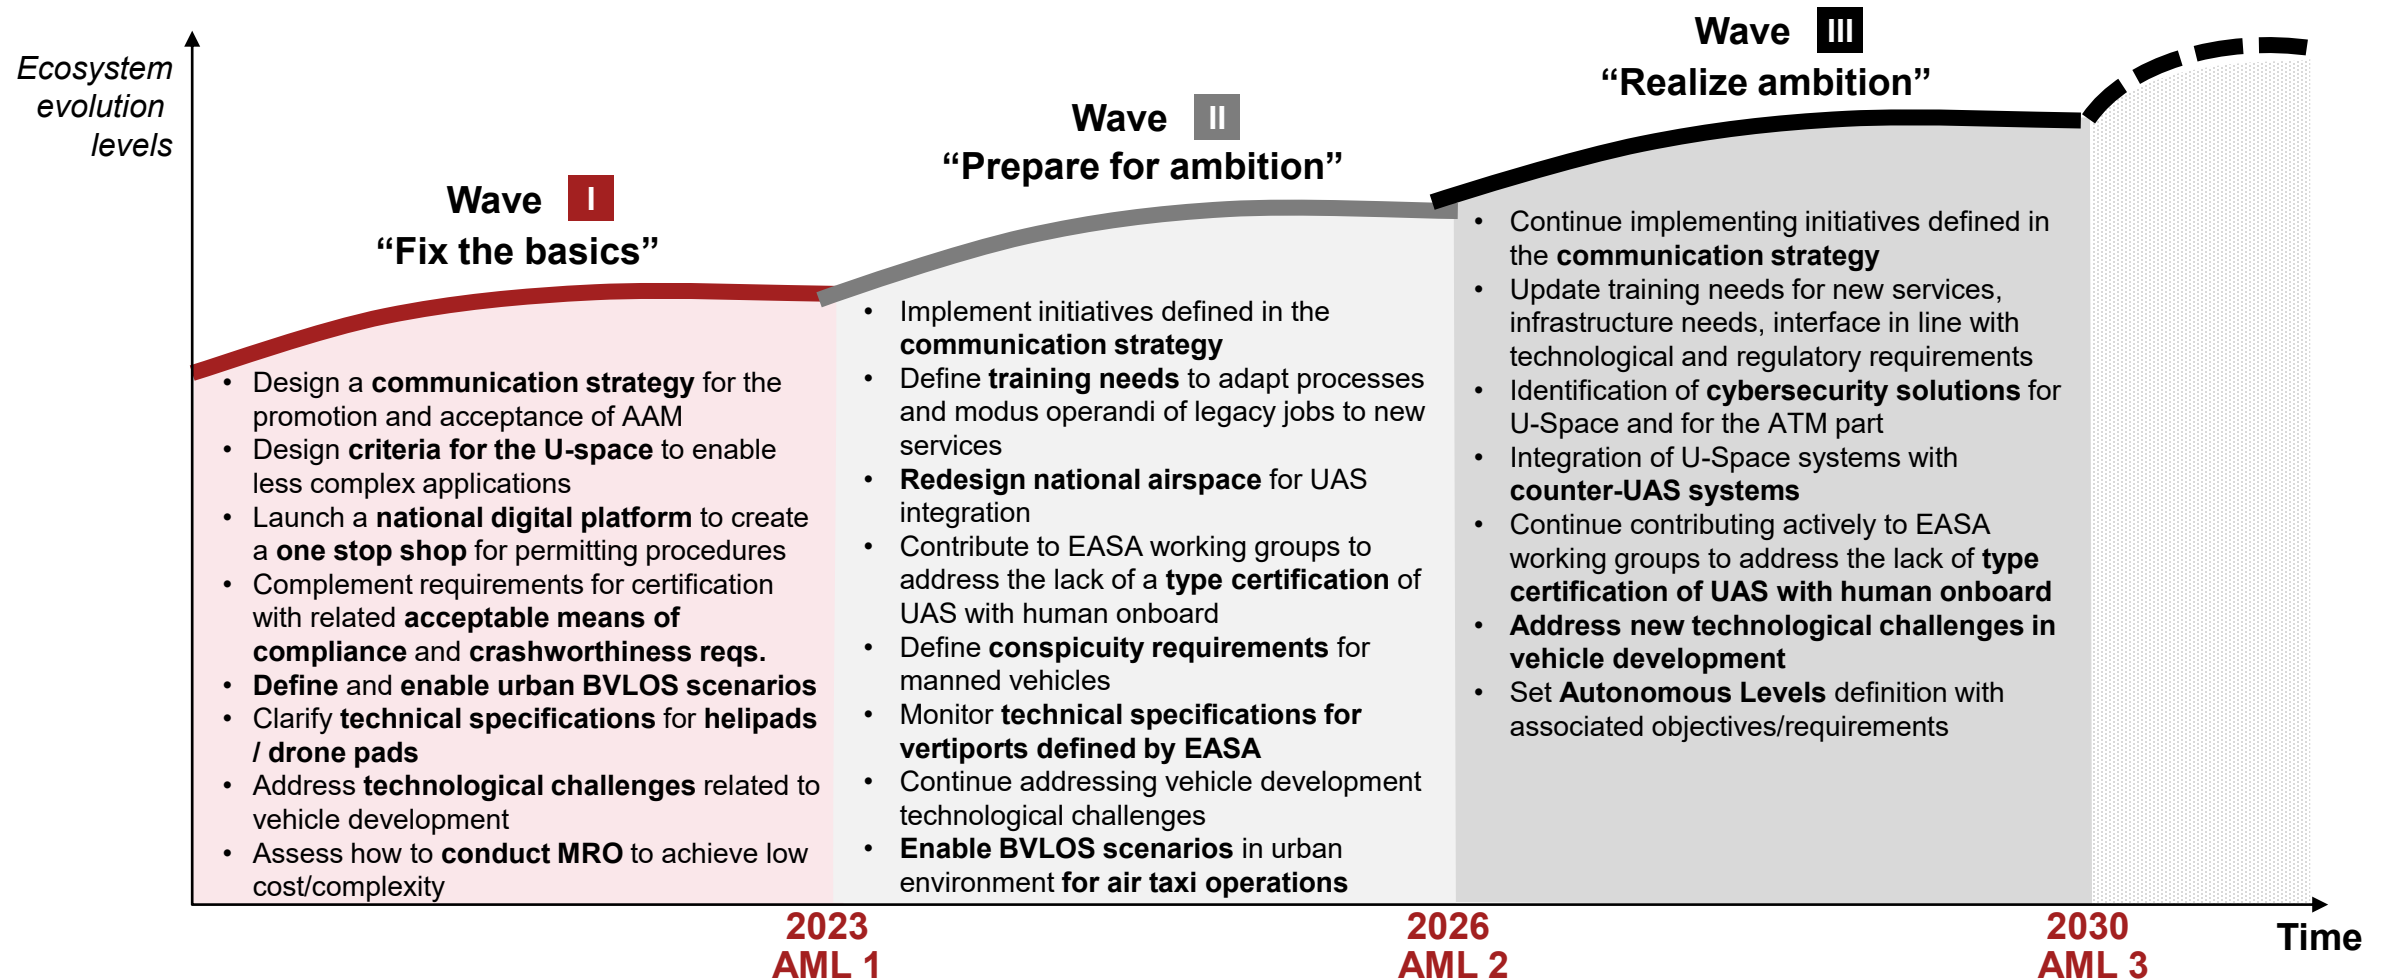 Ecosystem
evolution
levels
Wave I
“Fix the basics”
• Design a communication strategy for the
promotion and acceptance of AAM
• Design criteria for the U-space to enable
less complex applications
• Launch a national digital platform to create
a one stop shop for permitting procedures
• Complement requirements for certification
with related acceptable means of
compliance and crashworthiness reqs.
• Define and enable urban BVLOS scenarios
• Clarify technical specifications for helipads
/ drone pads
• Address technological challenges related to
vehicle development
• Assess how to conduct MRO to achieve low
cost/complexity
Wave II
“Prepare for ambition”
• Implement initiatives defined in the
communication strategy
• Define training needs to adapt processes
and modus operandi of legacy jobs to new
services
• Redesign national airspace for UAS
integration
• Contribute to EASA working groups to
address the lack of a type certification of
UAS with human onboard
• Define conspicuity requirements for
manned vehicles
• Monitor technical specifications for
vertiports defined by EASA
• Continue addressing vehicle development
technological challenges
• Enable BVLOS scenarios in urban
environment for air taxi operations
Wave III
“Realize ambition”
• Continue implementing initiatives defined in
the communication strategy
• Update training needs for new services,
infrastructure needs, interface in line with
technological and regulatory requirements
• Identification of cybersecurity solutions for
U-Space and for the ATM part
• Integration of U-Space systems with
counter-UAS systems
• Continue contributing actively to EASA
working groups to address the lack of type
certification of UAS with human onboard
• Address new technological challenges in
vehicle development
• Set Autonomous Levels definition with
associated objectives/requirements
2023
AML 1
2026
AML 2
2030
AML 3
Time